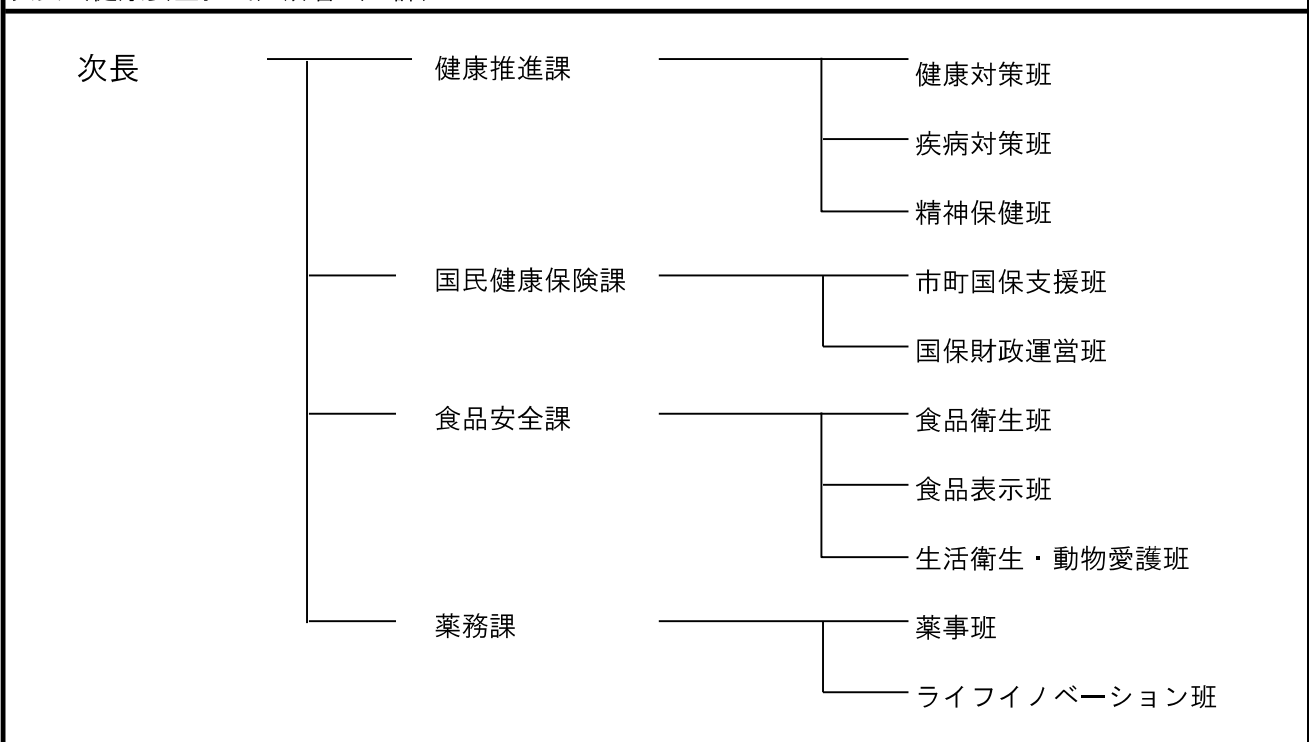 次長
健康推進課
健康対策班
疾病対策班
精神保健班
国民健康保険課
市町国保支援班
国保財政運営班
食品安全課
食品衛生班
食品表示班
生活衛生・動物愛護班
薬務課
薬事班
ライフイノベーション班